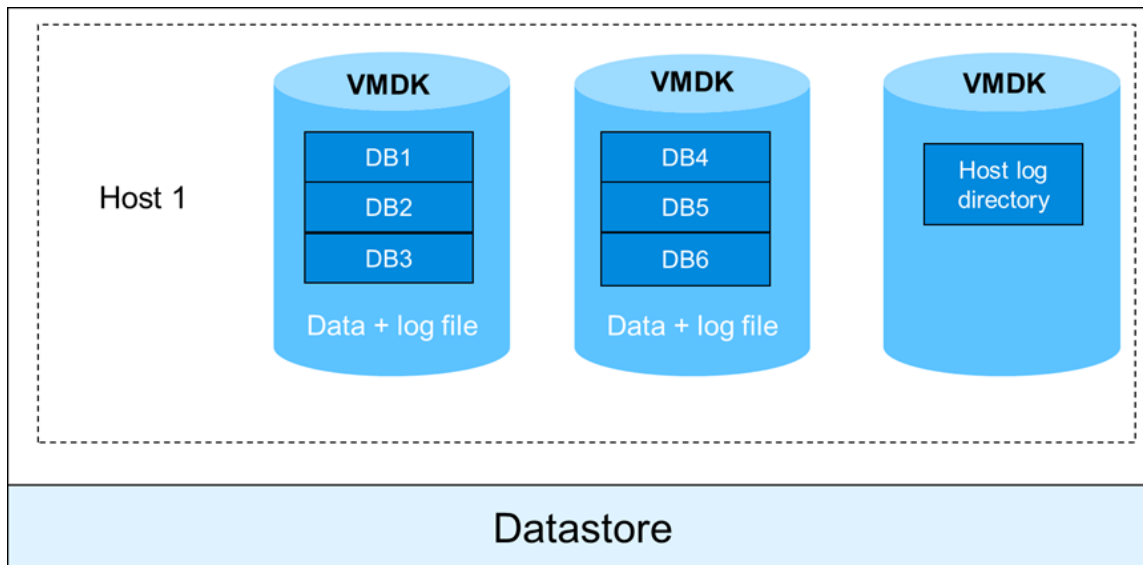 VMDK
VMDK
VMDK
Host 1
DB1
DB2
DB3
Data + log file
DB4
DB5
DB6
Data + log file
Host log
directory
Datastore